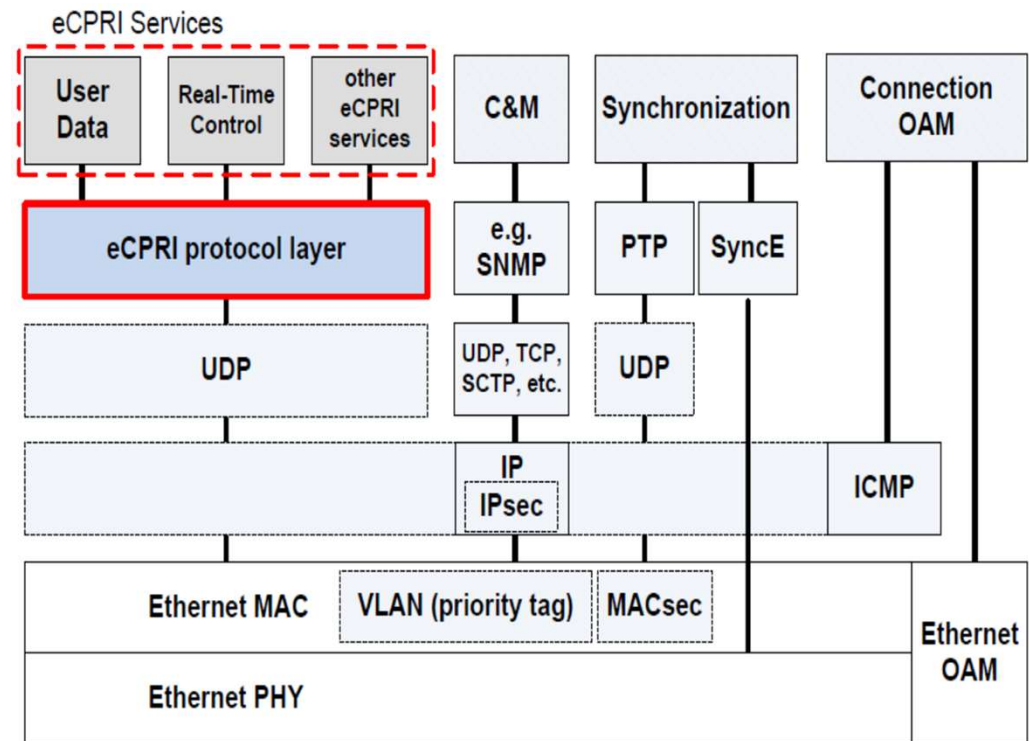 eCPRI Services
User
Data
Real-Time
Control
other
eCPRI
services
C&M
Synchronization
Connection
OAM
eCPRI protocol layer
e.g.
SNMP
PTP
SyncE
UDP
UDP, TCP,
SCTP, etc.
UDP
IP
IPsec
ICMP
Ethernet MAC
VLAN (priority tag)
MACsec
Ethernet
OAM
Ethernet PHY